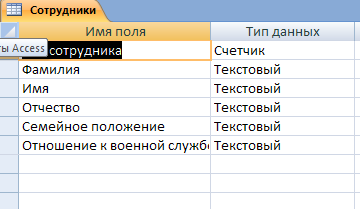 Сотрудники
Имя поля Тип данных
сотрудника Счетчик
ты Access
Фамилия Текстовый
Имя Текстовый
Отчество Текстовый
Семейное положение Текстовый
Отношение к военной службе Текстовый